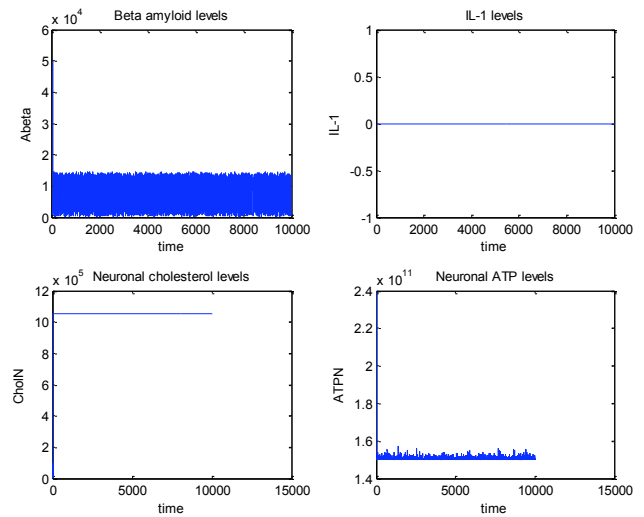 Beta amyloid levels
x 10^4
6
5
4
3
2
1
0
Abeta
0 2000 4000 6000 8000 10000
time
IL-1 levels
1
0.5
0
-0.5
-1
IL-1
0 2000 4000 6000 8000 10000
time
Neuronal cholesterol levels
x 10^5
12
10
8
6
4
2
0
CholN
0 5000 10000 15000
time
Neuronal ATP levels
x 10^11
2.4
2.2
2
1.8
1.6
1.4
ATPN
0 5000 10000 15000
time